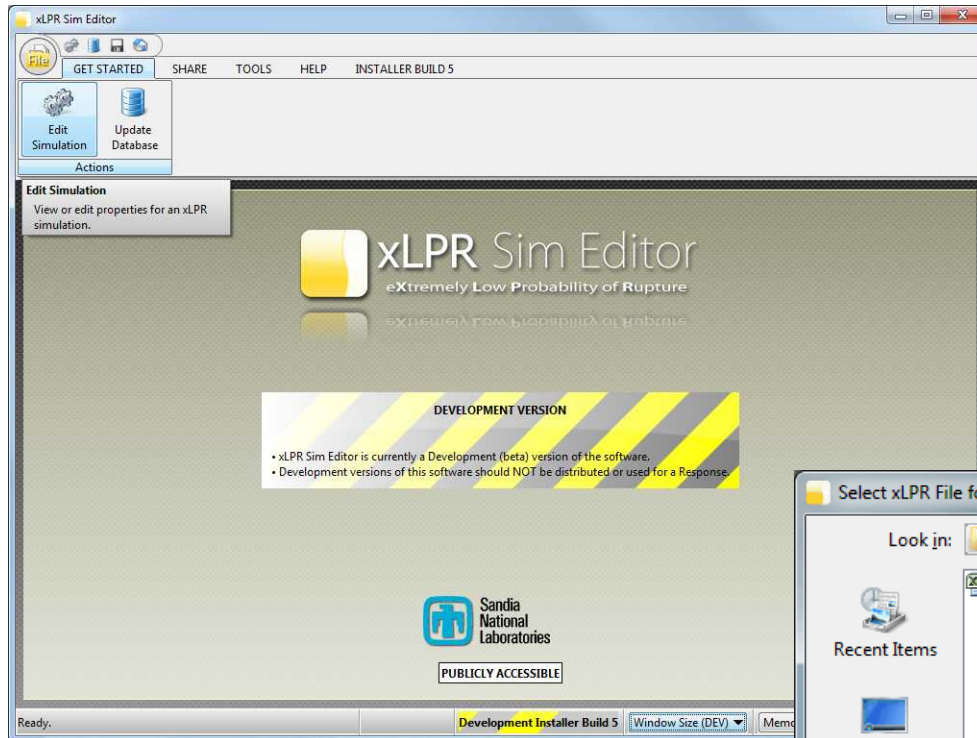 xLPR Sim Editor
File
GET STARTED SHARE TOOLS HELP INSTALLER BUILD 5
Edit Simulation
Update Database
Actions
Edit Simulation
View or edit properties for an xLPR
simulation.
xLPR Sim Editor
eXtremely Low Probability of Rupture
DEVELOPMENT VERSION
• xLPR Sim Editor is currently a Development (beta) version of the software.
• Development versions of this software should NOT be distributed or used for a Response.
Sandia
National
Laboratories
PUBLICLY ACCESSIBLE
Ready.
Development Installer Build 5
Window Size (DEV)
Select xLPR File
Look in:
Recent Items